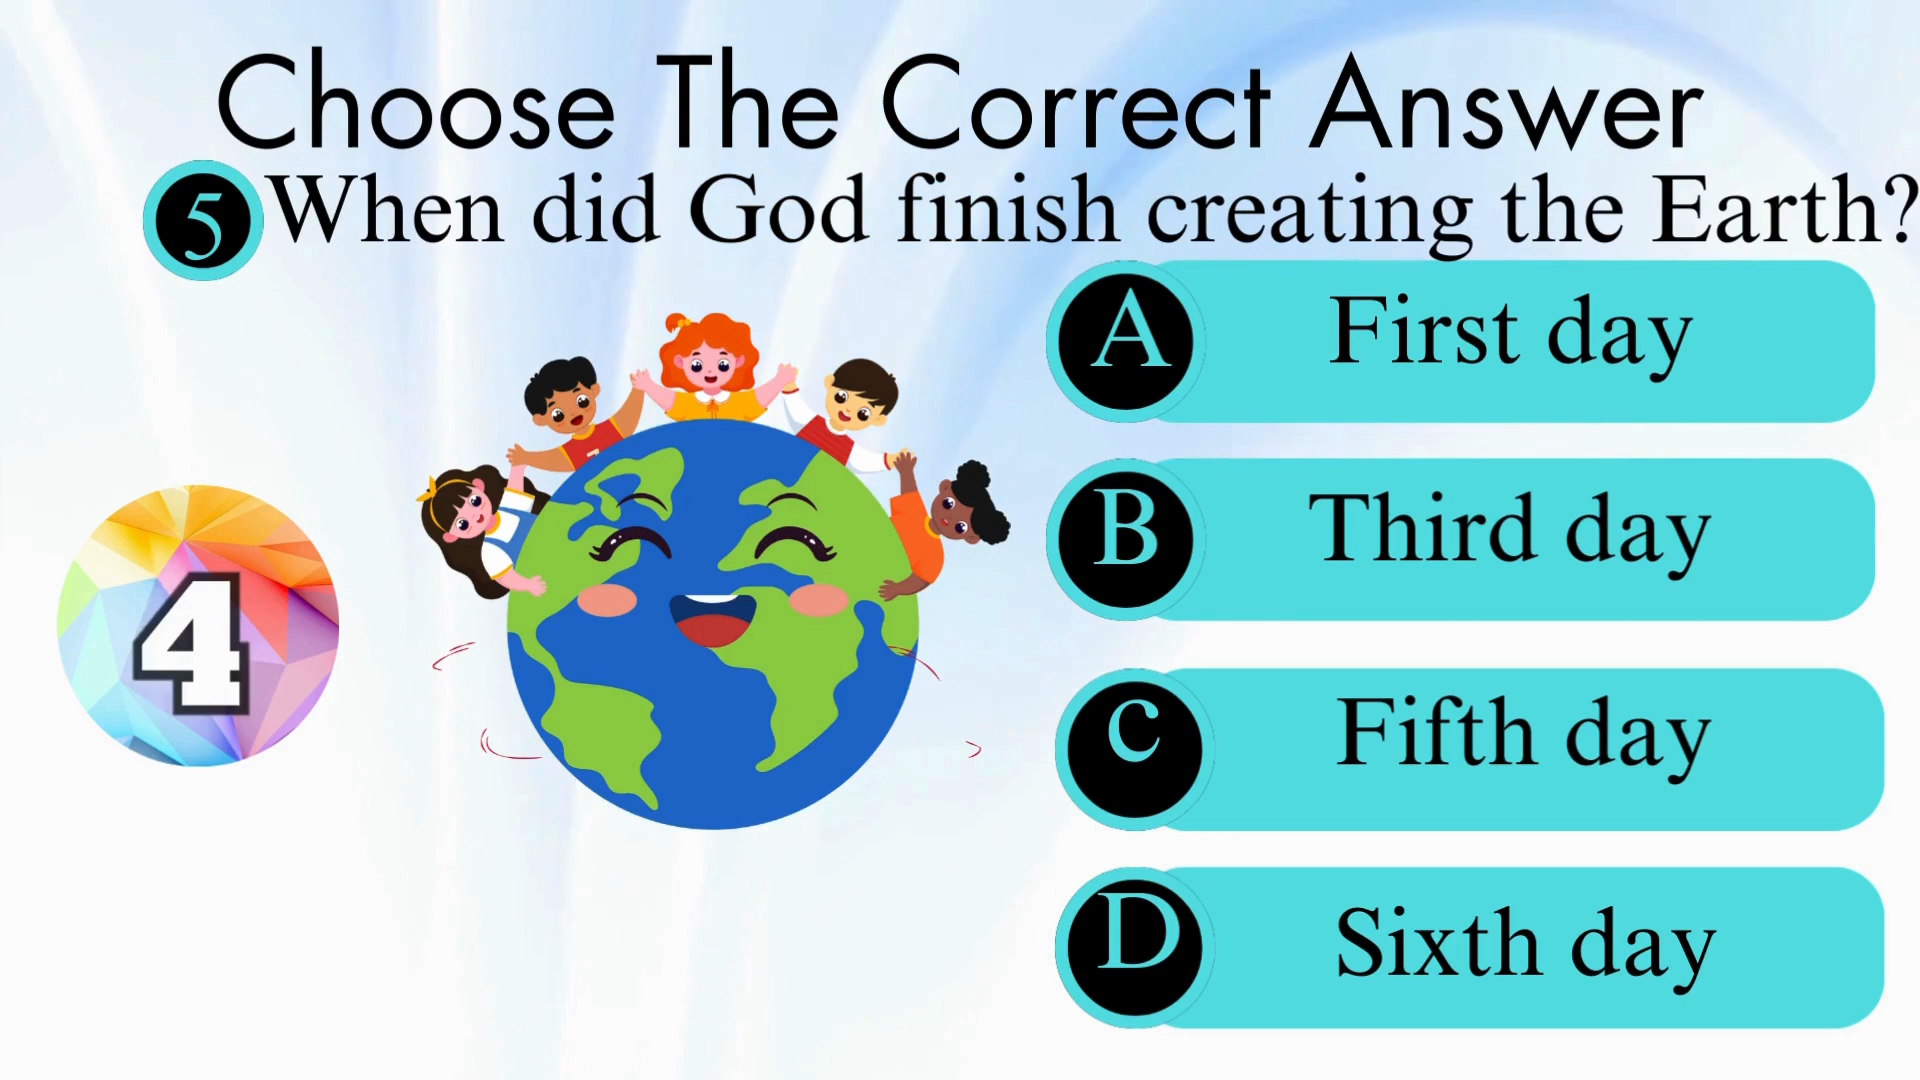 Choose The Correct Answer
5 When did God finish creating the Earth?
A First day
B Third day
4
c Fifth day
D Sixth day